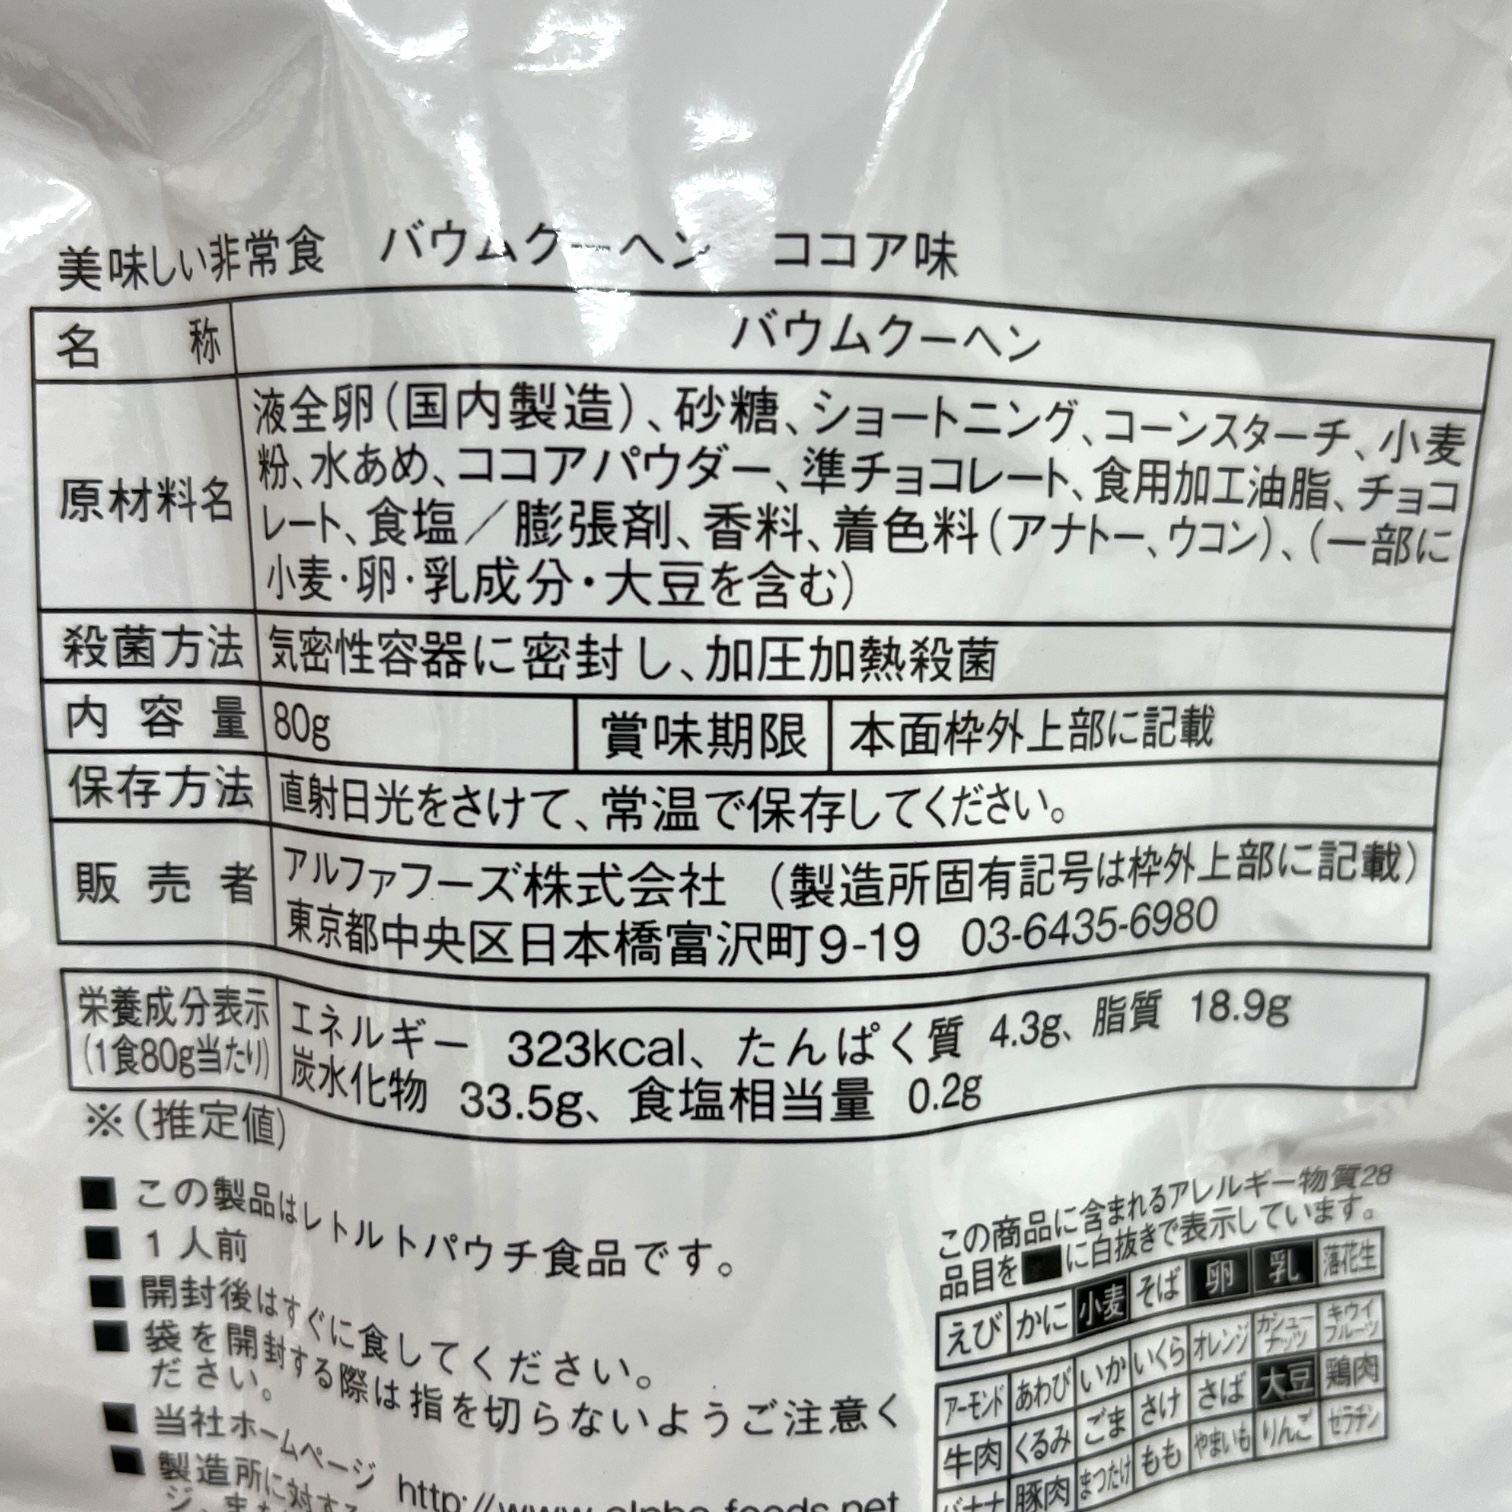 美味しい非常食　バウムクーヘン　ココア味
名称　バウムクーヘン
原材料名　液全卵(国内製造)、砂糖、ショートニング、コーンスターチ、小麦
粉、水あめ、ココアパウダー、準チョコレート、食用加工油脂、チョコ
レート、食塩／膨張剤、香料、着色料(アナトー、ウコン)、(一部に
小麦・卵・乳成分・大豆を含む)
殺菌方法　気密性容器に密封し、加圧加熱殺菌
内容量　80g　賞味期限　本面枠外上部に記載
保存方法　直射日光をさけて、常温で保存してください。
販売者　アルファフーズ株式会社　(製造所固有記号は枠外上部に記載)
東京都中央区日本橋富沢町9-19　03-6435-6980
栄養成分表示　エネルギー　323kcal、たんぱく質　4.3g、脂質　18.9g
(1食80g当たり)　炭水化物　33.5g、食塩相当量　0.2g
※(推定値)
■この製品はレトルトパウチ食品です。
■1人前
■開封後はすぐに食してください。
■袋を開封する際は指を切らないようご注意く
ださい。
■当社ホームページ　http://www.alpha-foods.net
■製造所に対する
この商品に含まれるアレルギー物質28
品目を■に白抜きで表示しています。
えび　かに　小麦　そば　卵　乳　落花生
アーモンド　あわび　いか　いくら　オレンジ　カシューナッツ　キウイフルーツ
牛肉　くるみ　ごま　さけ　さば　大豆　鶏肉
バナナ　豚肉　まつたけ　もも　やまいも　りんご　ゼラチン